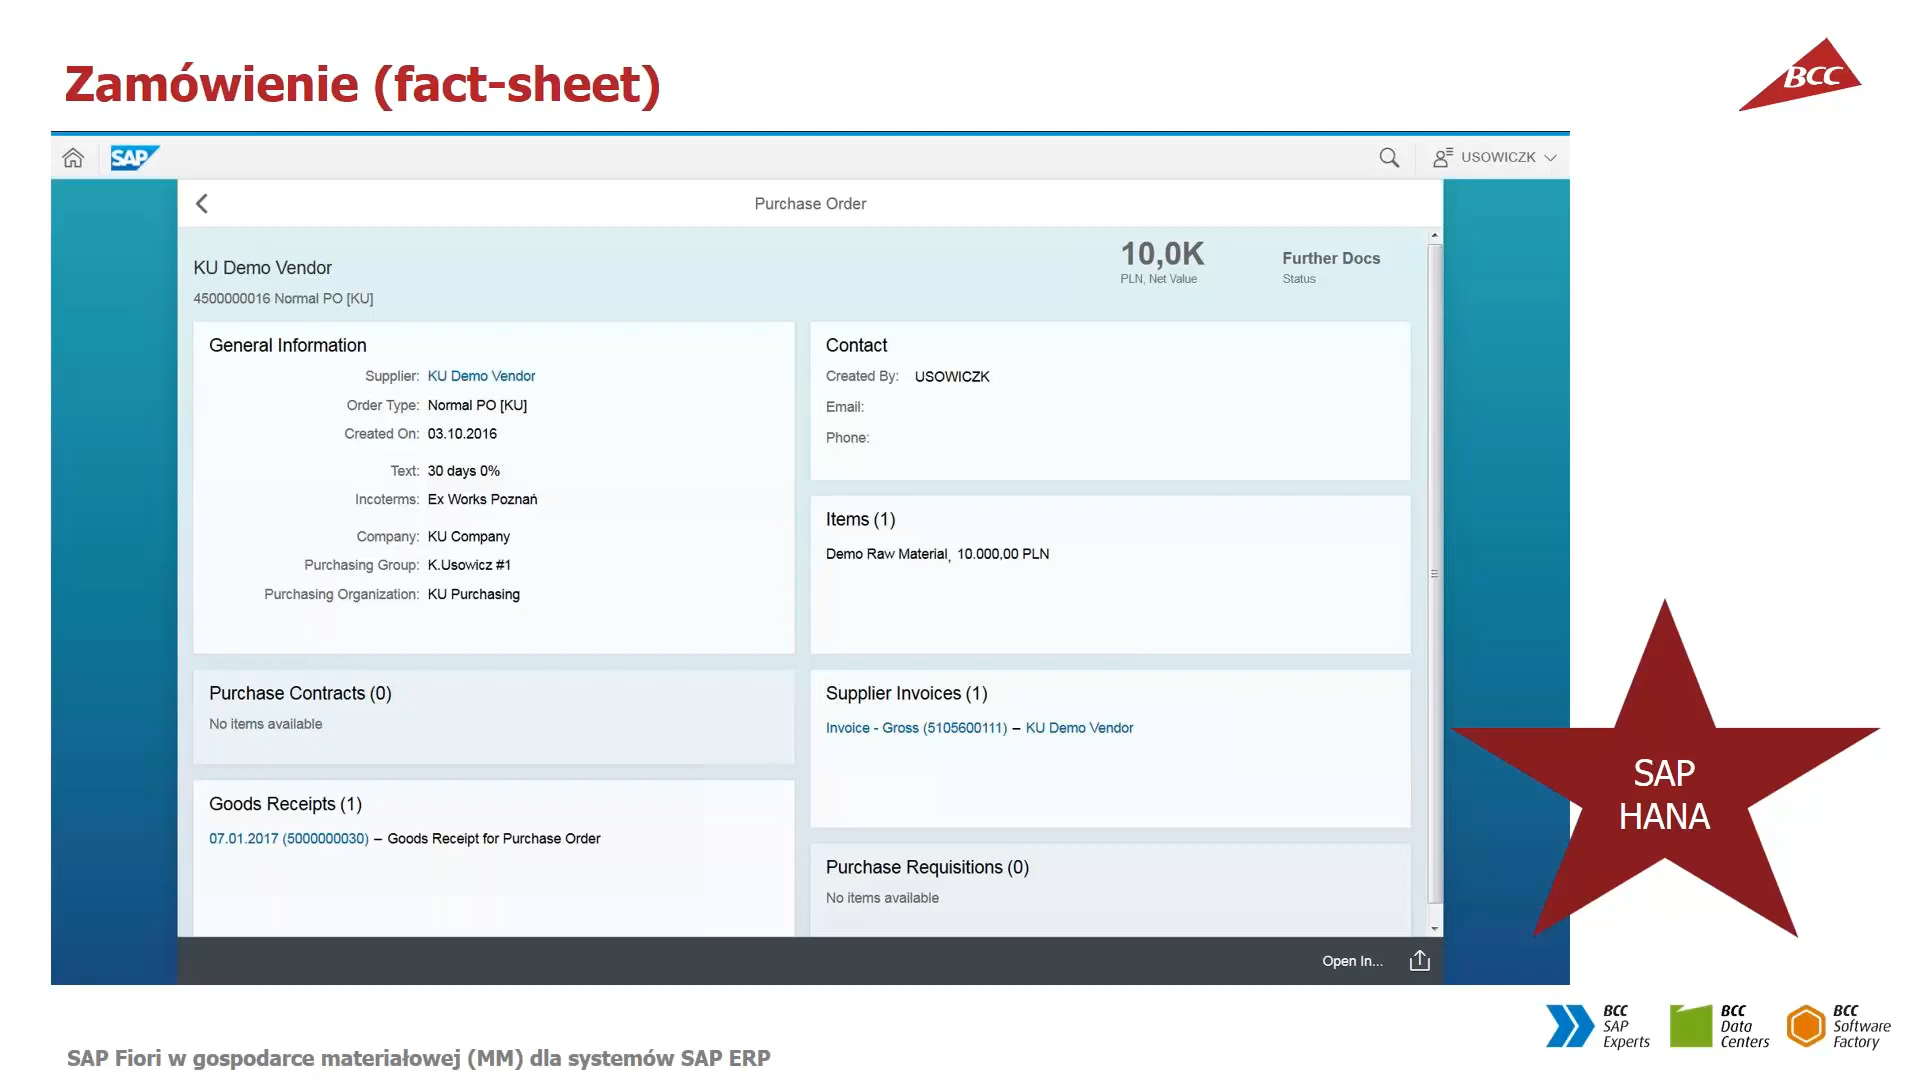 Zamówienie (fact-sheet)
BCC
SAP
USOWICZK
Purchase Order
KU Demo Vendor
4500000016 Normal PO [KU]
10,0K
PLN, Net Value
Further Docs
Status
General Information
Supplier: KU Demo Vendor
Order Type: Normal PO [KU]
Created On: 03.10.2016
Text: 30 days 0%
Incoterms: Ex Works Poznań
Company: KU Company
Purchasing Group: K.Usowicz #1
Purchasing Organization: KU Purchasing
Contact
Created By: USOWICZK
Email:
Phone:
Items (1)
Demo Raw Material, 10.000,00 PLN
Purchase Contracts (0)
No items available
Supplier Invoices (1)
Invoice - Gross (5105600111) – KU Demo Vendor
Goods Receipts (1)
07.01.2017 (5000000030) – Goods Receipt for Purchase Order
Purchase Requisitions (0)
No items available
Open In...
SAP
HANA
BCC
SAP
Experts
BCC
Data
Centers
BCC
Software
Factory
SAP Fiori w gospodarce materiałowej (MM) dla systemów SAP ERP